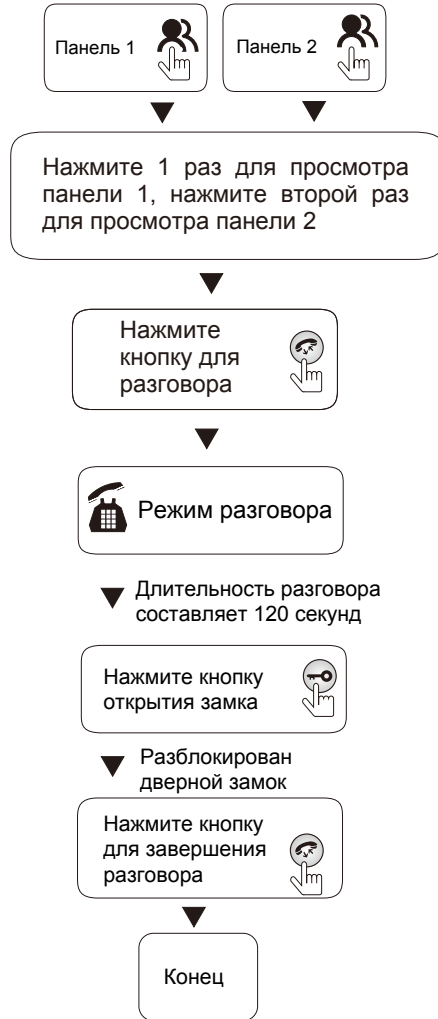 Панель 1
Панель 2
Нажмите 1 раз для просмотра
панели 1, нажмите второй раз
для просмотра панели 2
Нажмите
кнопку для
разговора
Режим разговора
Длительность разговора
составляет 120 секунд
Нажмите кнопку
открытия замка
Разблокирован
дверной замок
Нажмите кнопку
для завершения
разговора
Конец